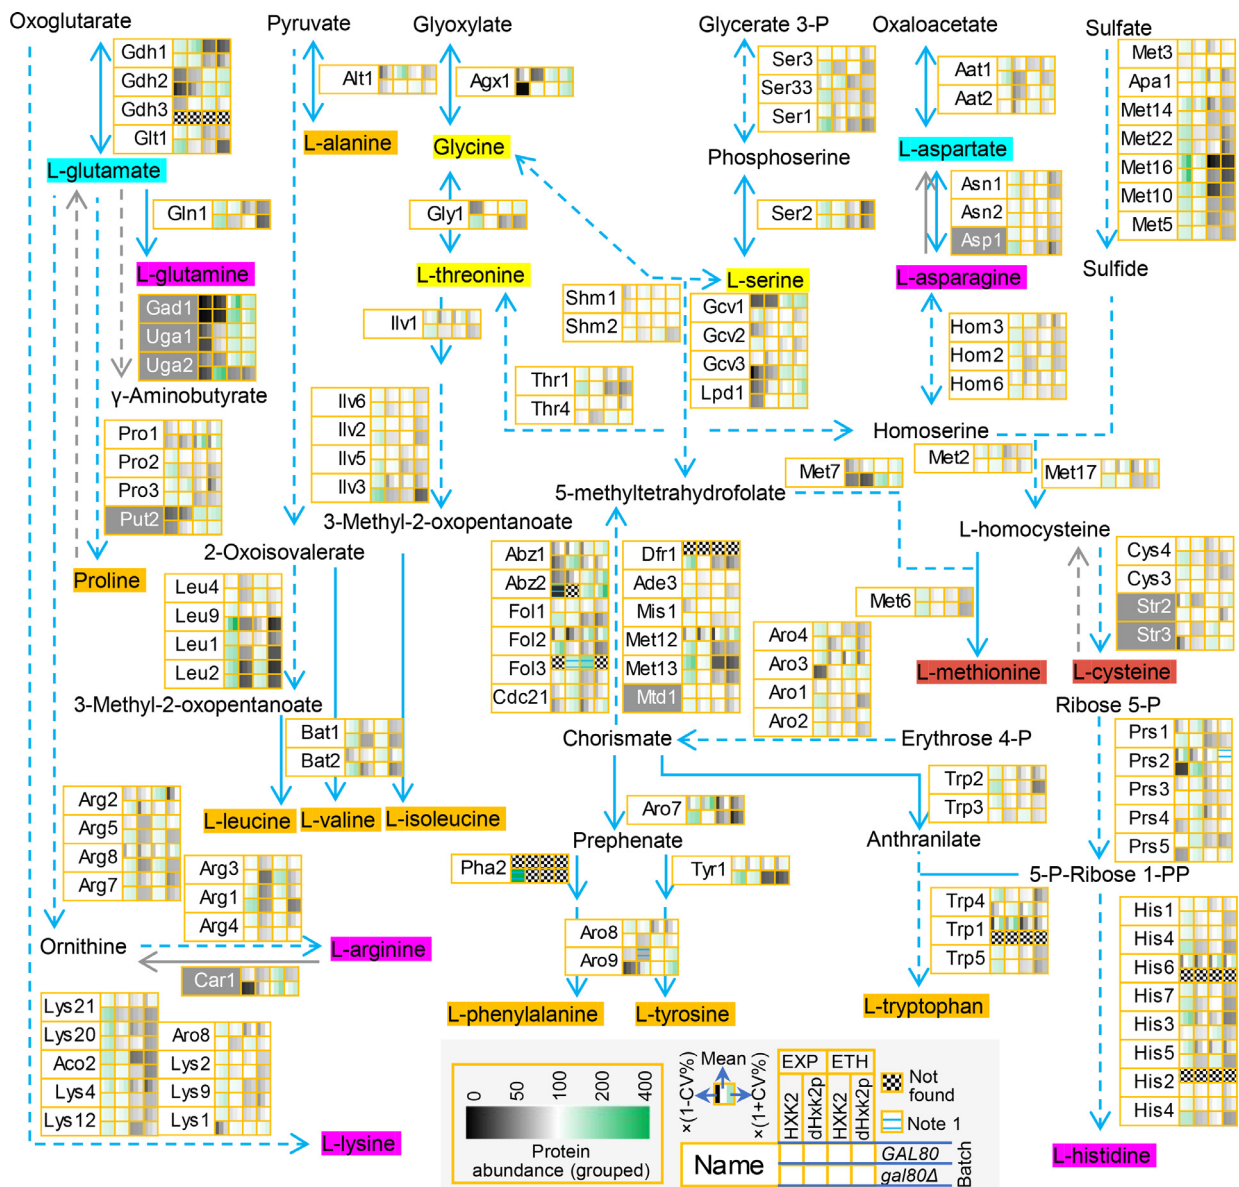 Oxoglutarate
Pyruvate
Glyoxylate
Glycerate 3-P
Oxaloacetate
Sulfate
Gdh1
Gdh2
Gdh3
Glt1
Alt1
Agx1
Ser3
Ser33
Ser1
Aat1
Aat2
Met3
Apa1
Met14
Met22
Met16
Met10
Met5
L-alanine
Glycine
Phosphoserine
L-aspartate
L-glutamate
Gln1
Gly1
Ser2
Asn1
Asn2
Asp1
L-glutamine
L-threonine
L-serine
L-asparagine
Sulfide
Gad1
Uga1
Uga2
Ilv1
Shm1
Shm2
Gcv1
Gcv2
Gcv3
Lpd1
Hom3
Hom2
Hom6
γ-Aminobutyrate
Thr1
Thr4
Ilv6
Ilv2
Ilv5
Ilv3
Pro1
Pro2
Pro3
Put2
Homoserine
Met2
Met7
Met17
5-methyltetrahydrofolate
3-Methyl-2-oxopentanoate
L-homocysteine
2-Oxoisovalerate
Proline
Abz1
Abz2
Fol1
Fol2
Fol3
Cdc21
Dfr1
Ade3
Mis1
Met12
Met13
Mtd1
Cys4
Cys3
Str2
Str3
Leu4
Leu9
Leu1
Leu2
Met6
Aro4
Aro3
Aro1
Aro2
L-methionine
L-cysteine
3-Methyl-2-oxopentanoate
Ribose 5-P
Bat1
Bat2
Chorismate
Erythrose 4-P
Prs1
Prs2
Prs3
Prs4
Prs5
Trp2
Trp3
Arg2
Arg5
Arg8
Arg7
L-leucine
L-valine
L-isoleucine
Aro7
Prephenate
Anthranilate
Arg3
Arg1
Arg4
Pha2
Tyr1
5-P-Ribose 1-PP
Trp4
Trp1
Trp5
His1
His4
His6
His7
His3
His5
His2
His4
Ornithine
L-arginine
Aro8
Aro9
Car1
Lys21
Lys20
Aco2
Lys4
Lys12
Aro8
Lys2
Lys9
Lys1
L-phenylalanine
L-tyrosine
L-tryptophan
L-lysine
L-histidine
0 50 100 200 400
Protein
abundance (grouped)
×(1-CV%)
Mean
×(1+CV%)
EXP ETH
HXK2
dHxk2p
HXK2
dHxk2p
Not
found
Note 1
Name
GAL80
gal80Δ
Batch